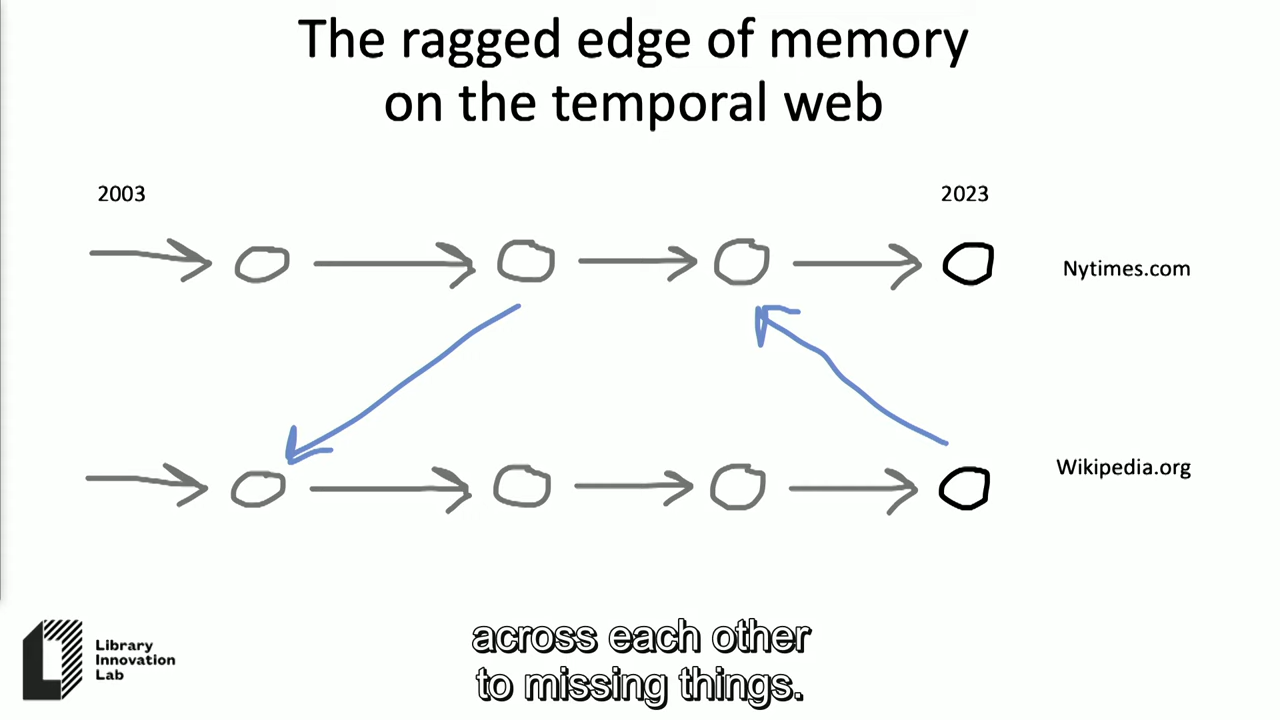 The ragged edge of memory
on the temporal web
2003
2023
Nytimes.com
Wikipedia.org
Library
Innovation
Lab
across each other
to missing things.